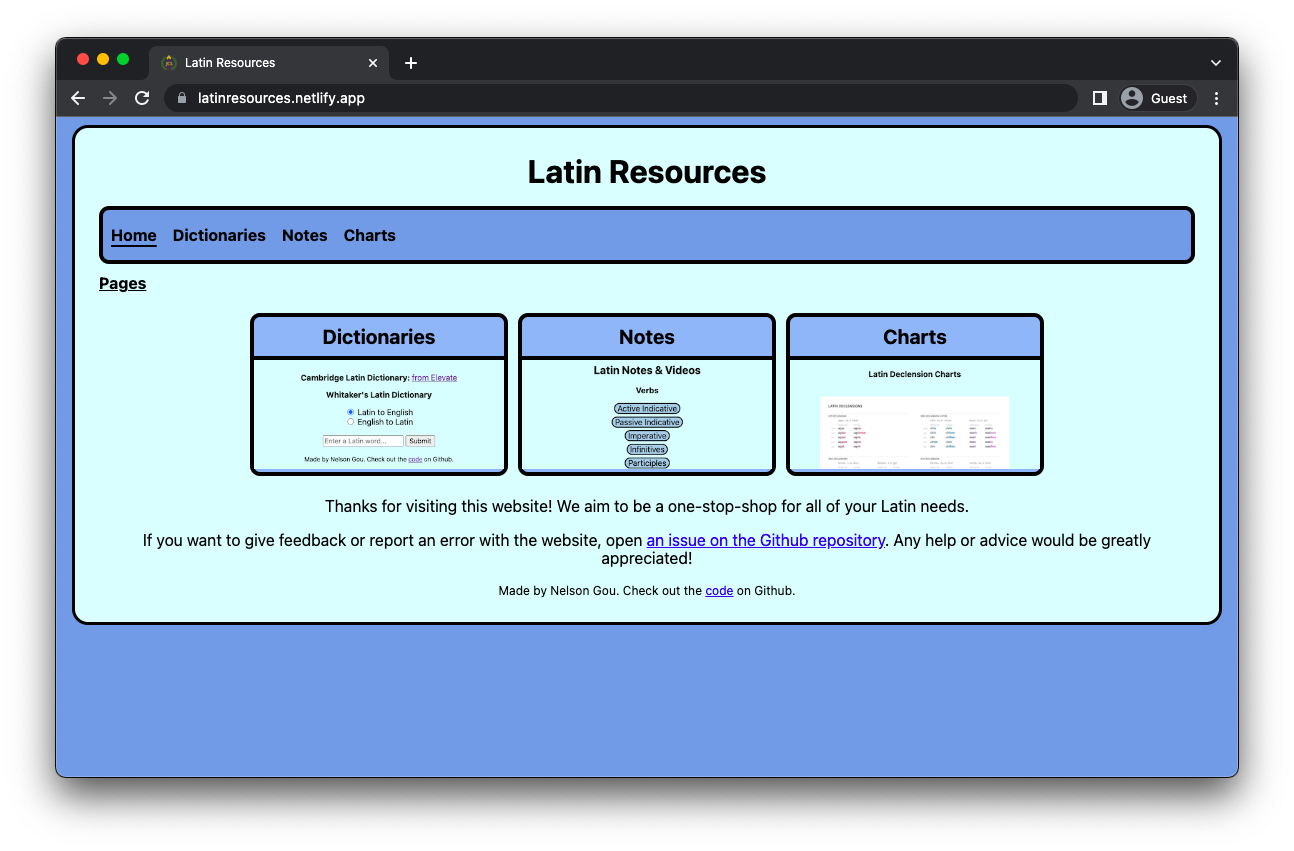 Latin Resources
latinresources.netlify.app
Guest
Latin Resources
Home Dictionaries Notes Charts
Pages
Dictionaries
Cambridge Latin Dictionary: from Elevate
Whitaker's Latin Dictionary
Latin to English
English to Latin
Enter a Latin word... Submit
Made by Nelson Gou. Check out the code on Github.
Notes
Latin Notes & Videos
Verbs
Active Indicative
Passive Indicative
Imperative
Infinitives
Participles
Charts
Latin Declension Charts
LATIN DECLENSIONS
Thanks for visiting this website! We aim to be a one-stop-shop for all of your Latin needs.
If you want to give feedback or report an error with the website, open an issue on the Github repository. Any help or advice would be greatly
appreciated!
Made by Nelson Gou. Check out the code on Github.